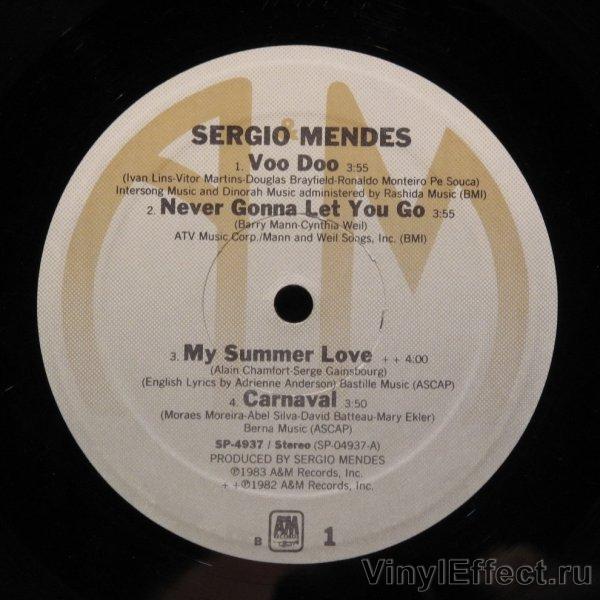 &
SERGIO MENDES
1. Voo Doo 3:55
(Ivan Lins-Vitor Martins-Douglas Brayfield-Ronaldo Monteiro Pe Souca)
Intersong Music and Dinorah Music administered by Rashida Music (BMI)
2. Never Gonna Let You Go 3:55
(Barry Mann-Cynthia Weil)
ATV Music Corp./Mann and Weil Songs, Inc. (BMI)
3. My Summer Love ++ 4:00
(Alain Chamfort-Serge Gainsbourg)
(English Lyrics by Adrienne Anderson) Bastille Music (ASCAP)
4. Carnaval 3:50
(Moraes Moreira-Abel Silva-David Batteau-Mary Ekler)
Berna Music (ASCAP)
SP-4937 / Stereo (SP-04937-A)
PRODUCED BY SERGIO MENDES
℗1983 A&M Records, Inc.
++℗1982 A&M Records, Inc.
B A&M RECORDS 1
VinylEffect.ru